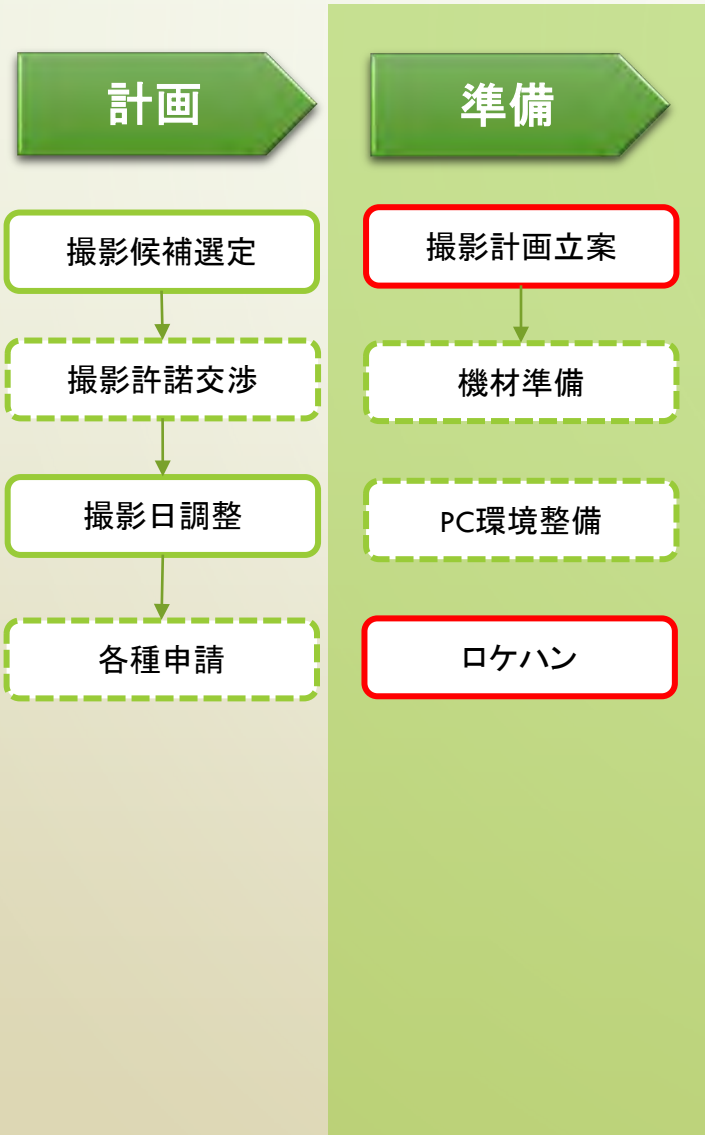 計画
撮影候補選定
撮影許諾交渉
撮影日調整
各種申請
準備
撮影計画立案
機材準備
PC環境整備
ロケハン